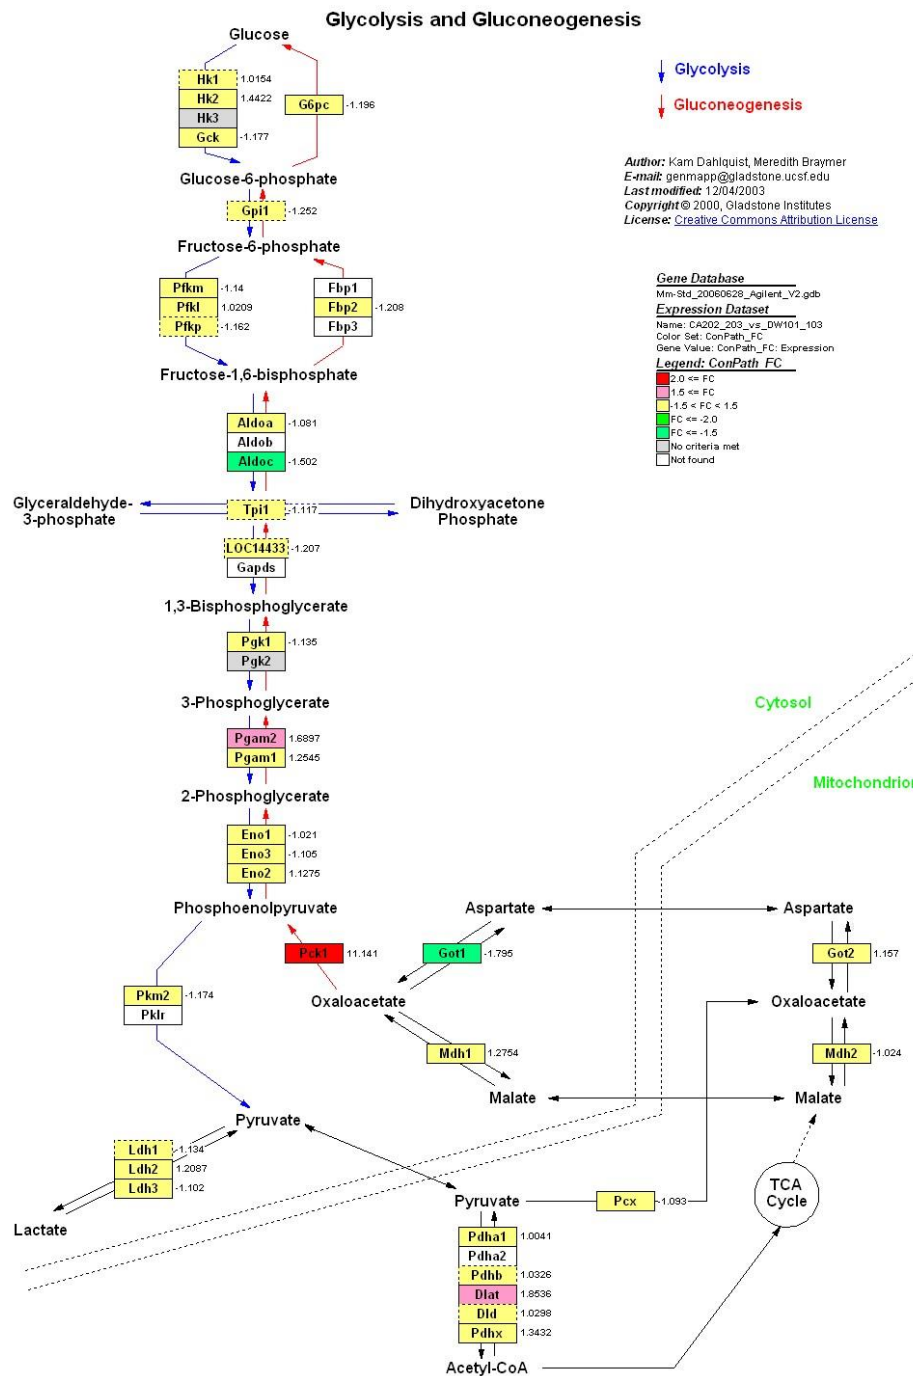 Glycolysis and Gluconeogenesis
Glucose
Glycolysis
Gluconeogenesis
Hk1 1.0154
Hk2 1.4422
Hk3
Gck -1.177
G6pc -1.196
Author: Kam Dahlquist, Meredith Braymer
E-mail: genmapp@gladstone.ucsf.edu
Last modified: 12/04/2003
Copyright © 2000, Gladstone Institutes
License: Creative Commons Attribution License
Glucose-6-phosphate
Gpi1 -1.252
Fructose-6-phosphate
Pfkm -1.14
Pfkl 1.0209
Pfkp -1.162
Fbp1
Fbp2 -1.208
Fbp3
Gene Database
Mm-Std_20060628_Agilent_V2.gdb
Expression Dataset
Name: CA202_203_vs_DW101_103
Color Set: ConPath_FC
Gene Value: ConPath_FC: Expression
Legend: ConPath FC
2.0 <= FC
1.5 <= FC
-1.5 < FC < 1.5
FC <= -2.0
FC <= -1.5
No criteria met
Not found
Fructose-1,6-bisphosphate
Aldoa -1.081
Aldob
Aldoc -1.502
Glyceraldehyde-
3-phosphate
Tpi1 -1.117
Dihydroxyacetone
Phosphate
LOC14433 -1.207
Gapds
1,3-Bisphosphoglycerate
Pgk1 -1.135
Pgk2
3-Phosphoglycerate
Pgam2 1.6897
Pgam1 1.2545
Cytosol
Mitochondrion
2-Phosphoglycerate
Eno1 -1.021
Eno3 -1.105
Eno2 1.1275
Phosphoenolpyruvate
Aspartate
Aspartate
Pck1 11.141
Got1 -1.795
Got2 1.157
Oxaloacetate
Oxaloacetate
Pkm2 -1.174
Pklr
Mdh1 1.2754
Mdh2 -1.024
Malate
Malate
Pyruvate
Ldh1 -1.134
Ldh2 1.2087
Ldh3 -1.102
Lactate
Pyruvate
Pcx -1.093
TCA
Cycle
Pdha1 1.0041
Pdha2
Pdhb 1.0326
Dlat 1.8536
Dld 1.0298
Pdhx 1.3432
Acetyl-CoA